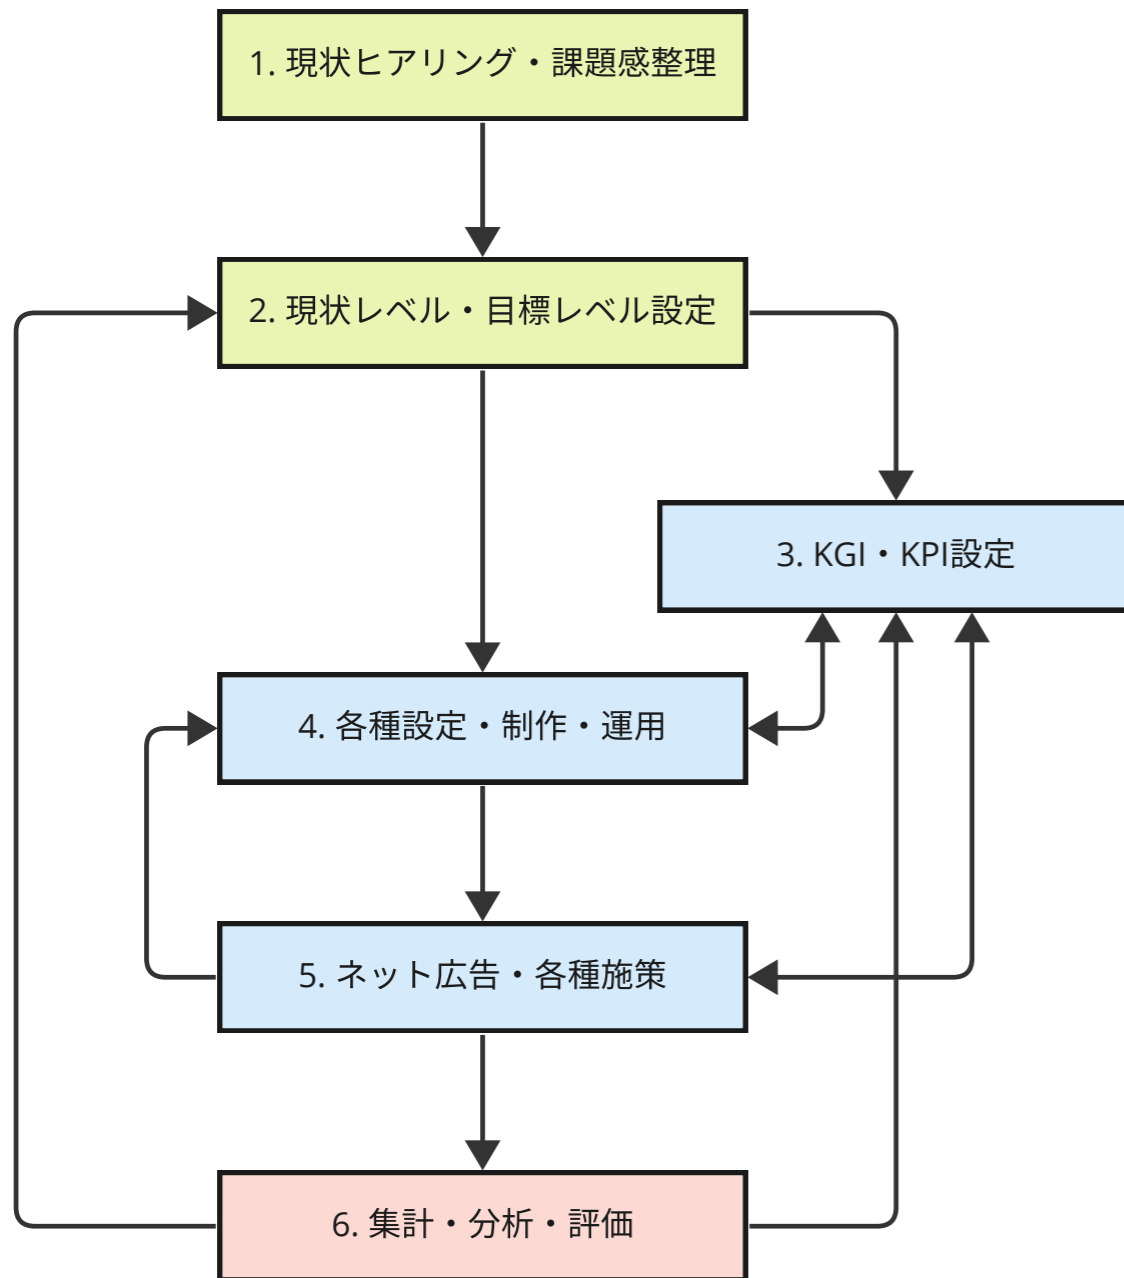 1. 現状ヒアリング・課題感整理
2. 現状レベル・目標レベル設定
3. KGI・KPI設定
4. 各種設定・制作・運用
5. ネット広告・各種施策
6. 集計・分析・評価